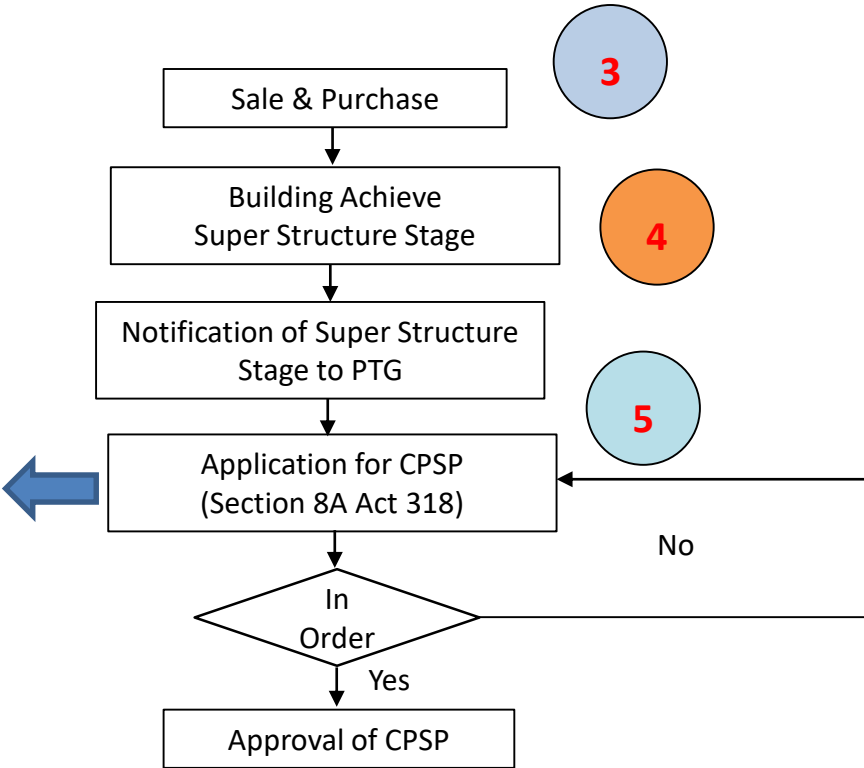 3
Sale & Purchase
Building Achieve
Super Structure Stage
4
Notification of Super Structure
Stage to PTG
5
Application for CPSP
(Section 8A Act 318)
No
In
Order
Yes
Approval of CPSP